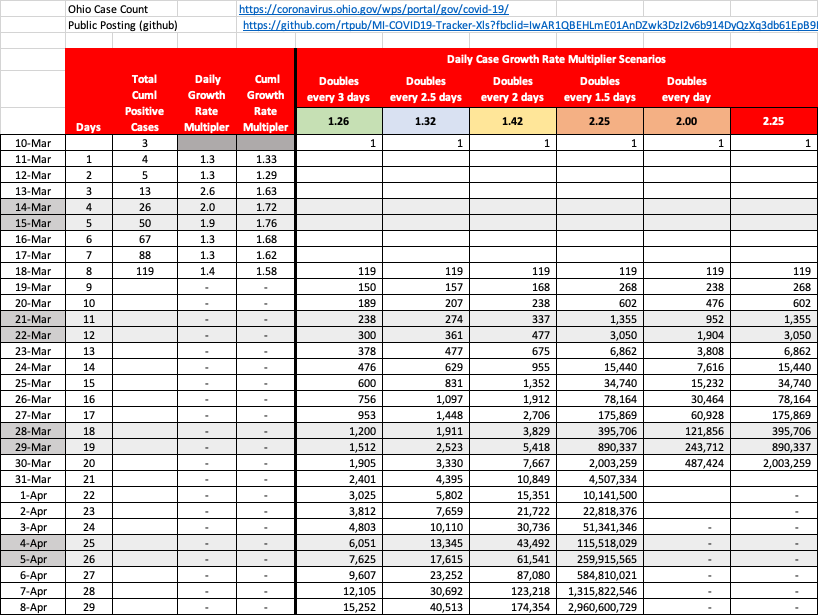 Ohio Case Count https://coronavirus.ohio.gov/wps/portal/gov/covid-19/
Public Posting (github) https://github.com/rtpub/MI-COVID19-Tracker-Xls?fbclid=IwAR1QBEHLmE01AnDZwk3DzI2v6b914DyQzXq3db61EpB9
Daily Case Growth Rate Multiplier Scenarios
Days Total Cuml Positive Cases Daily Growth Rate Multipler Cuml Growth Rate Multipler Doubles every 3 days Doubles every 2.5 days Doubles every 2 days Doubles every 1.5 days Doubles every day
1.26 1.32 1.42 2.25 2.00 2.25
10-Mar 3 1 1 1 1 1 1
11-Mar 1 4 1.3 1.33
12-Mar 2 5 1.3 1.29
13-Mar 3 13 2.6 1.63
14-Mar 4 26 2.0 1.72
15-Mar 5 50 1.9 1.76
16-Mar 6 67 1.3 1.68
17-Mar 7 88 1.3 1.62
18-Mar 8 119 1.4 1.58 119 119 119 119 119 119
19-Mar 9 - - 150 157 168 268 238 268
20-Mar 10 - - 189 207 238 602 476 602
21-Mar 11 - - 238 274 337 1,355 952 1,355
22-Mar 12 - - 300 361 477 3,050 1,904 3,050
23-Mar 13 - - 378 477 675 6,862 3,808 6,862
24-Mar 14 - - 476 629 955 15,440 7,616 15,440
25-Mar 15 - - 600 831 1,352 34,740 15,232 34,740
26-Mar 16 - - 756 1,097 1,912 78,164 30,464 78,164
27-Mar 17 - - 953 1,448 2,706 175,869 60,928 175,869
28-Mar 18 - - 1,200 1,911 3,829 395,706 121,856 395,706
29-Mar 19 - - 1,512 2,523 5,418 890,337 243,712 890,337
30-Mar 20 - - 1,905 3,330 7,667 2,003,259 487,424 2,003,259
31-Mar 21 - - 2,401 4,395 10,849 4,507,334
1-Apr 22 - - 3,025 5,802 15,351 10,141,500 -
2-Apr 23 - - 3,812 7,659 21,722 22,818,376 -
3-Apr 24 - - 4,803 10,110 30,736 51,341,346 - -
4-Apr 25 - - 6,051 13,345 43,492 115,518,029 - -
5-Apr 26 - - 7,625 17,615 61,541 259,915,565 - -
6-Apr 27 - - 9,607 23,252 87,080 584,810,021 - -
7-Apr 28 - - 12,105 30,692 123,218 1,315,822,546 - -
8-Apr 29 - - 15,252 40,513 174,354 2,960,600,729 - -